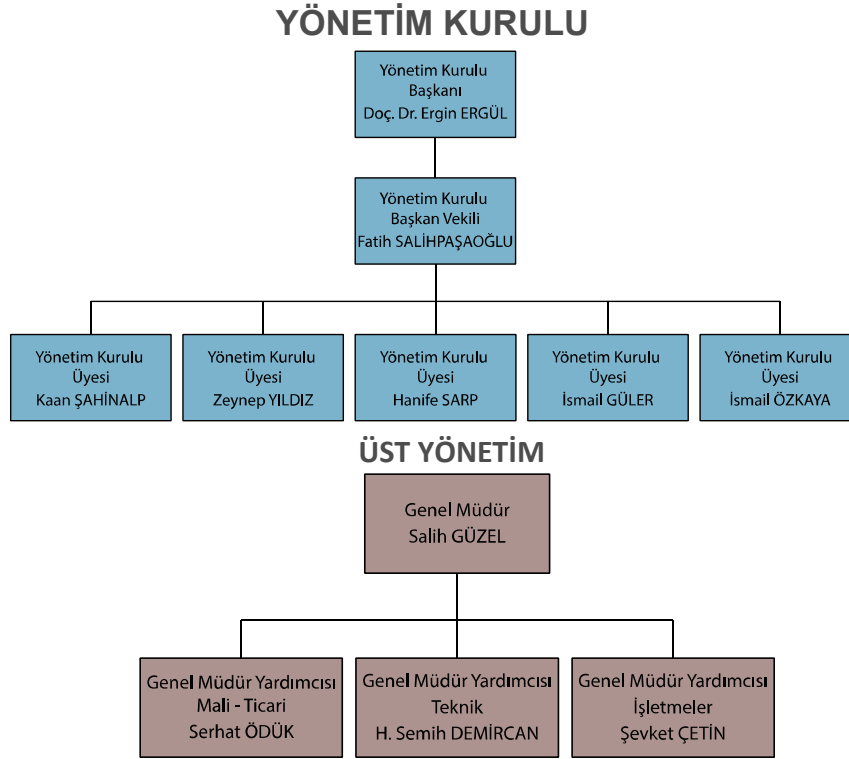 YÖNETİM KURULU
Yönetim Kurulu
Başkanı
Doç. Dr. Ergin ERGÜL
Yönetim Kurulu
Başkan Vekili
Fatih SALİHPAŞAOĞLU
Yönetim Kurulu
Üyesi
Kaan ŞAHİNALP
Yönetim Kurulu
Üyesi
Zeynep YILDIZ
Yönetim Kurulu
Üyesi
Hanife SARP
Yönetim Kurulu
Üyesi
İsmail GÜLER
Yönetim Kurulu
Üyesi
İsmail ÖZKAYA
ÜST YÖNETİM
Genel Müdür
Salih GÜZEL
Genel Müdür Yardımcısı
Mali - Ticari
Serhat ÖDÜK
Genel Müdür Yardımcısı
Teknik
H. Semih DEMİRCAN
Genel Müdür Yardımcısı
İşletmeler
Şevket ÇETİN